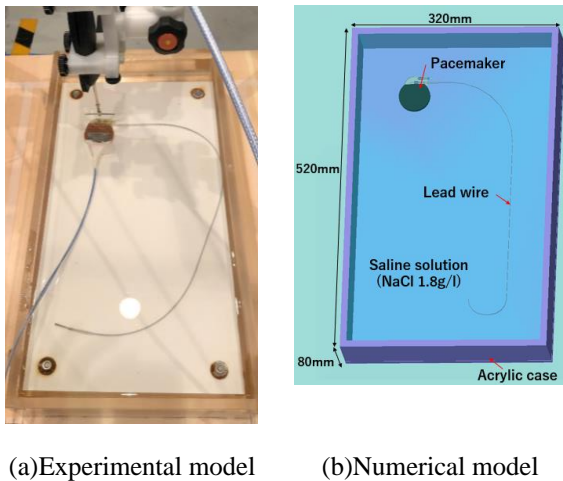 320mm
Pacemaker
520mm
Lead wire
Saline solution
(NaCl 1.8g/l)
80mm
Acrylic case
(a)Experimental model
(b)Numerical model